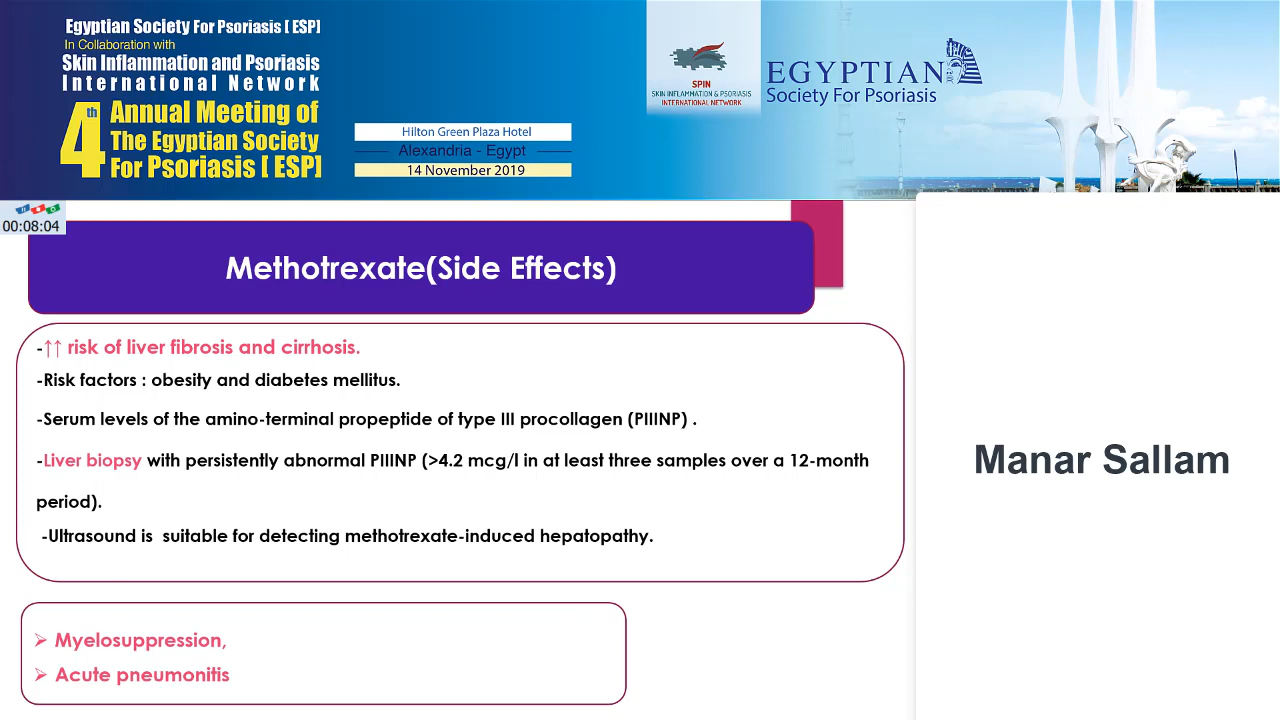 Egyptian Society For Psoriasis [ ESP]
In Collaboration with
Skin Inflammation and Psoriasis
International Network
4th Annual Meeting of
The Egyptian Society
For Psoriasis [ ESP]
Hilton Green Plaza Hotel
Alexandria - Egypt
14 November 2019
SPIN
SKIN INFLAMMATION & PSORIASIS
INTERNATIONAL NETWORK
EGYPTIAN
Society For Psoriasis
00:08:04
Methotrexate(Side Effects)
-↑↑ risk of liver fibrosis and cirrhosis.
-Risk factors : obesity and diabetes mellitus.
-Serum levels of the amino-terminal propeptide of type III procollagen (PIIINP) .
-Liver biopsy with persistently abnormal PIIINP (>4.2 mcg/l in at least three samples over a 12-month
period).
-Ultrasound is suitable for detecting methotrexate-induced hepatopathy.
Manar Sallam
➢ Myelosuppression,
➢ Acute pneumonitis